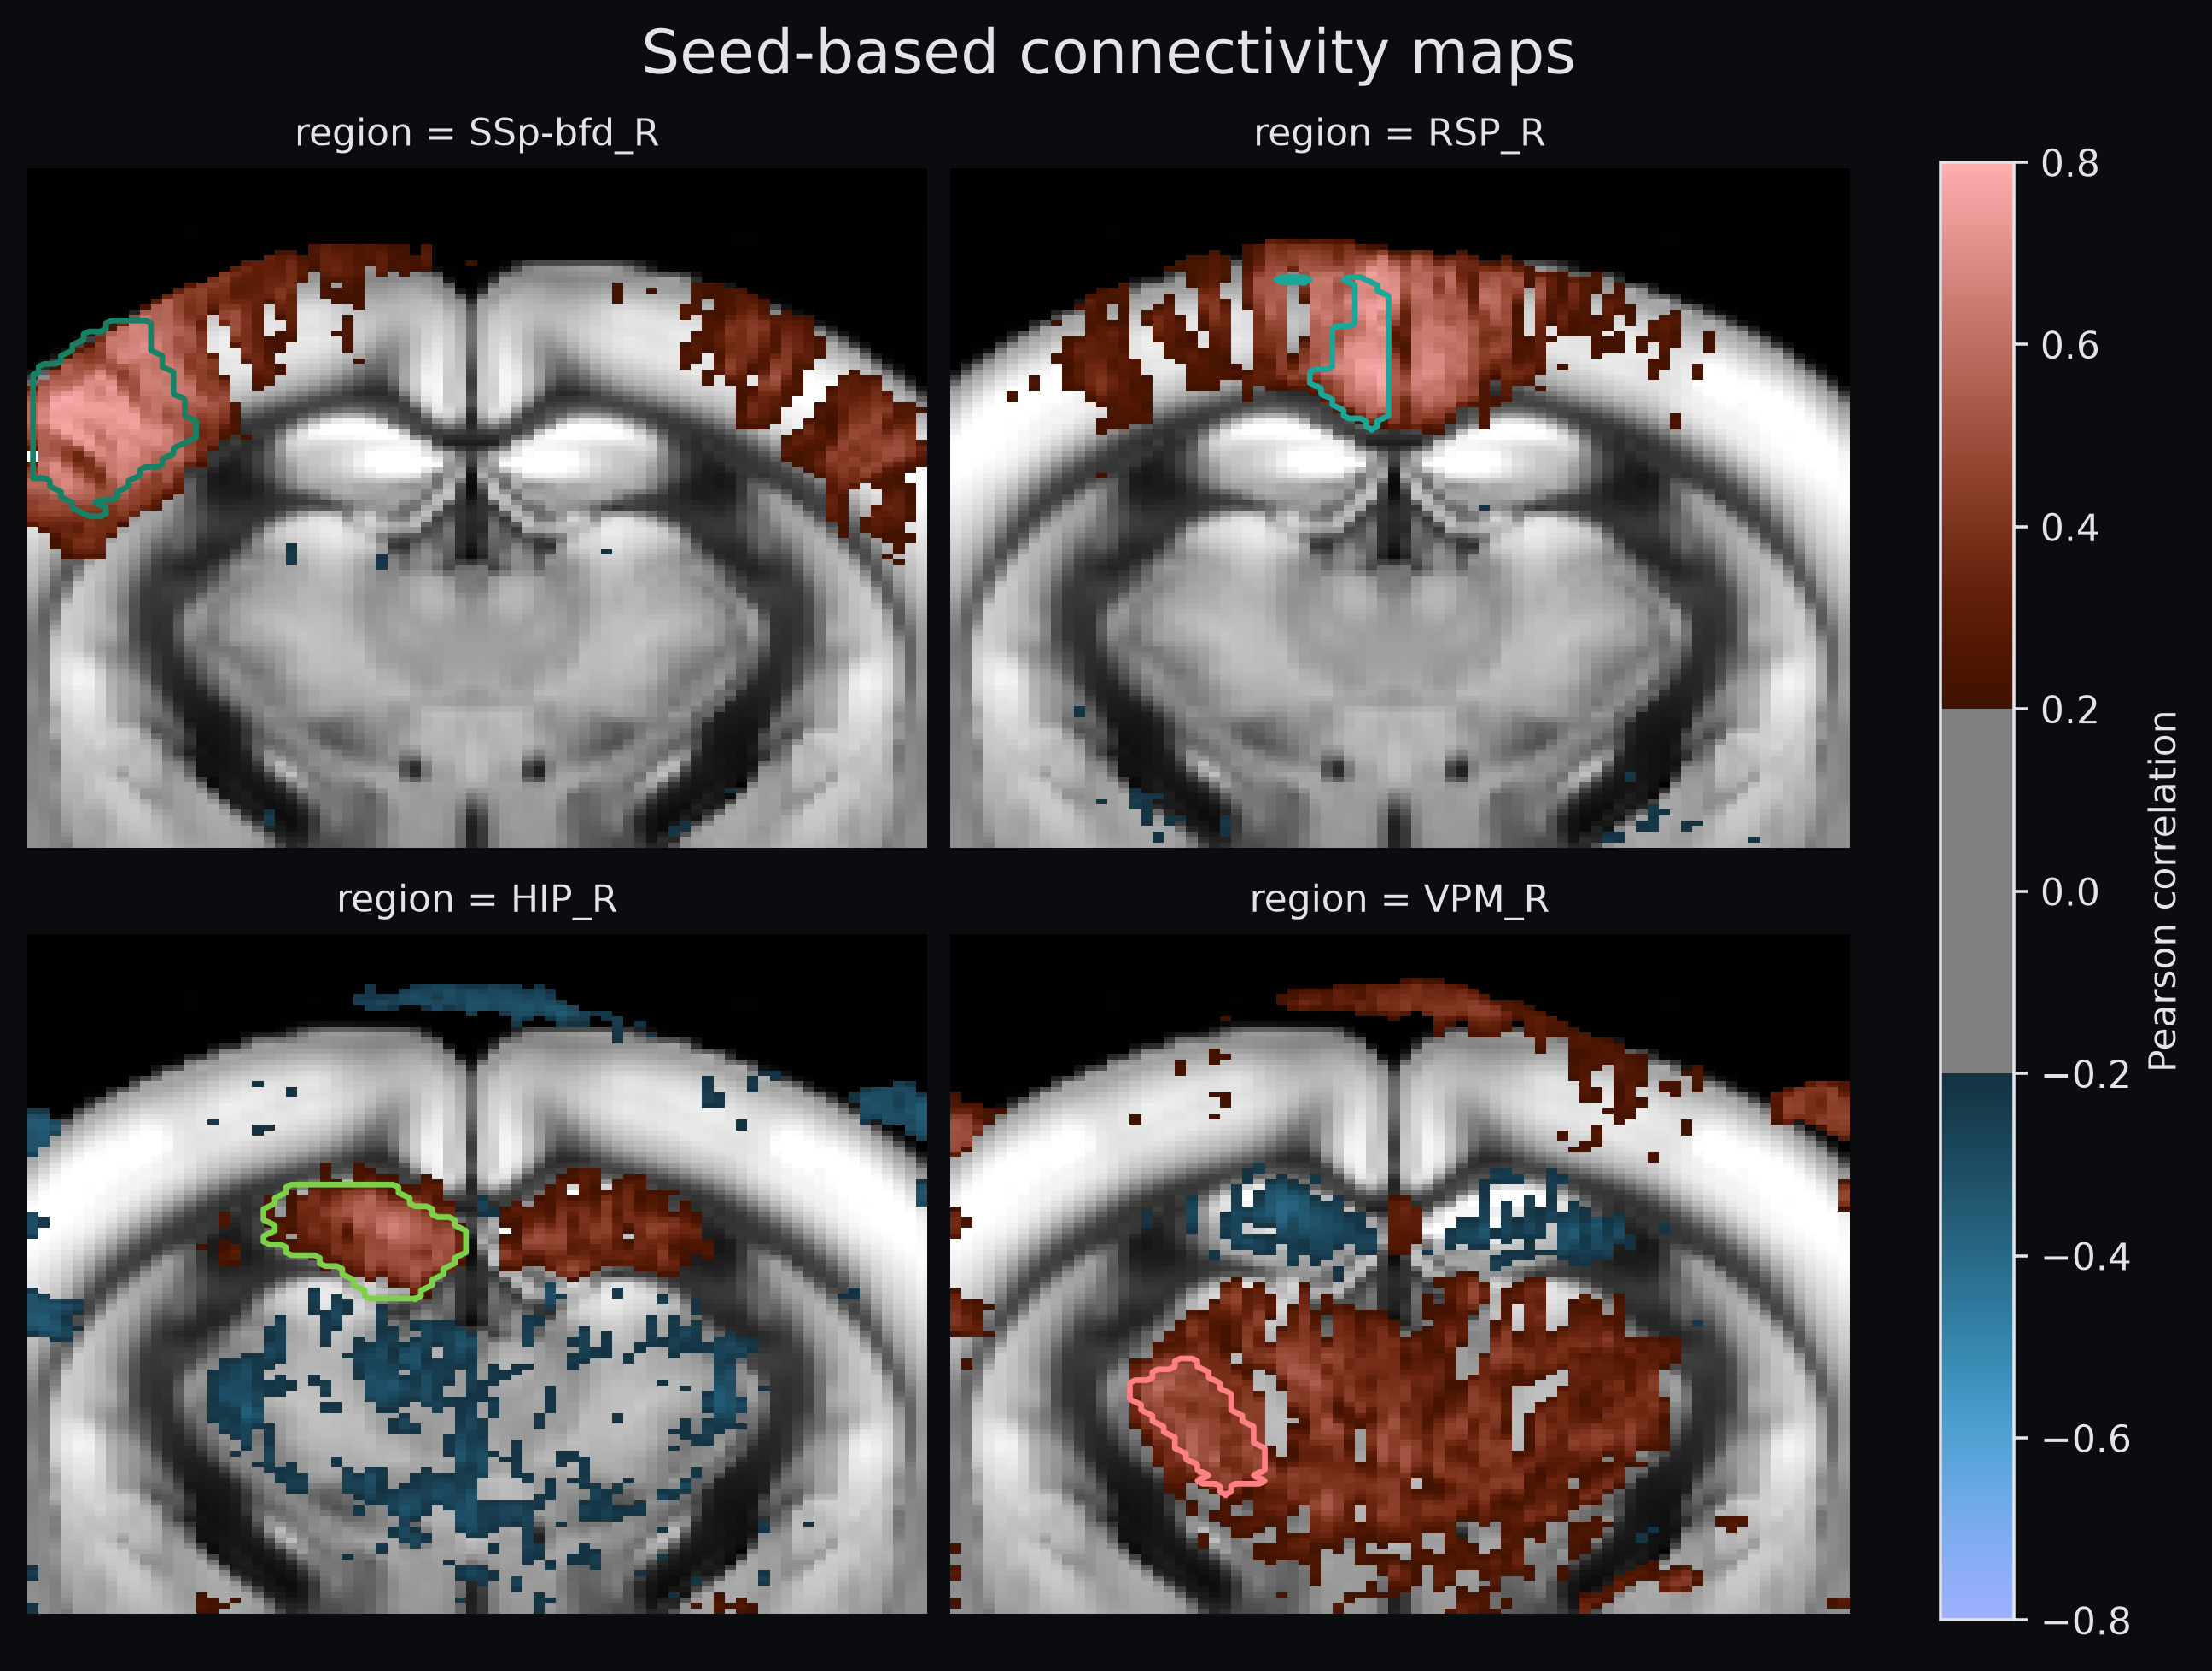 Seed-based connectivity maps
region = SSp-bfd_R
region = RSP_R
region = HIP_R
region = VPM_R
0.8
0.6
0.4
0.2
0.0
−0.2
−0.4
−0.6
−0.8
Pearson correlation